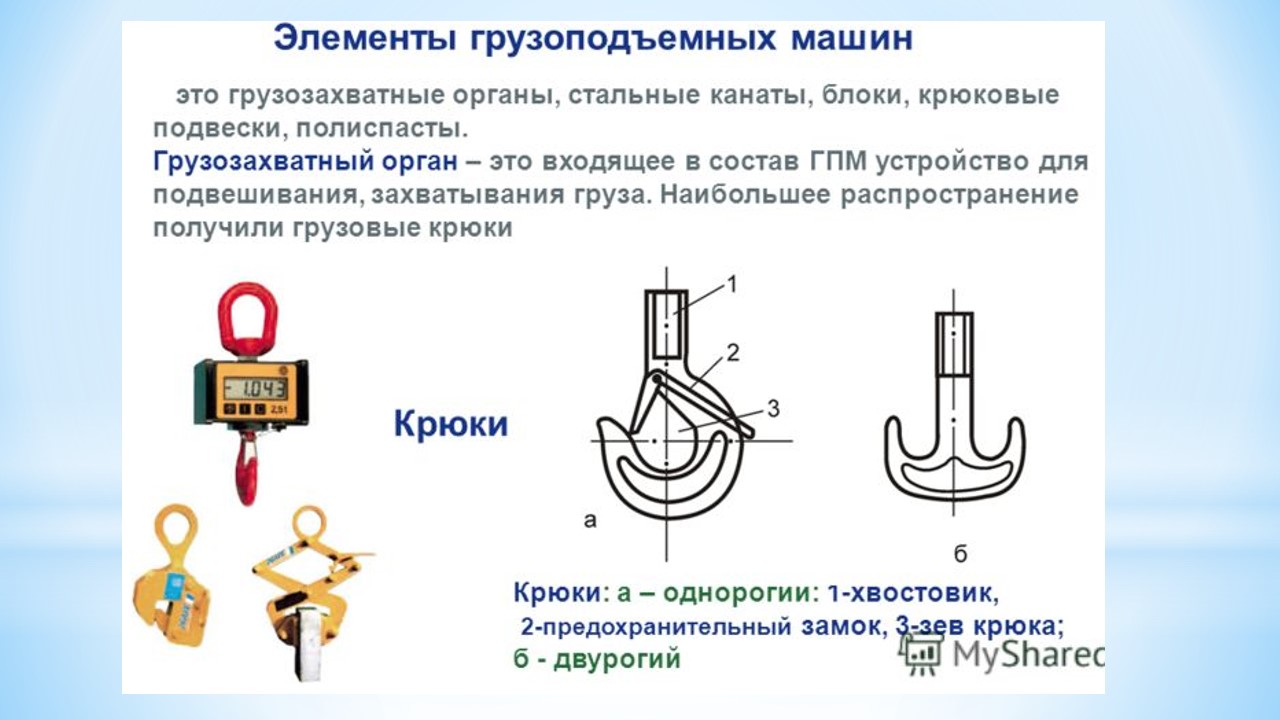 Элементы грузоподъемных машин
это грузозахватные органы, стальные канаты, блоки, крюковые
подвески, полиспасты.
Грузозахватный орган – это входящее в состав ГПМ устройство для
подвешивания, захватывания груза. Наибольшее распространение
получили грузовые крюки
1
2
3
-1.043
2,5t
Крюки
а
б
Крюки: а – однорогии: 1-хвостовик,
2-предохранительный замок, 3-зев крюка;
б - двурогий
MyShared